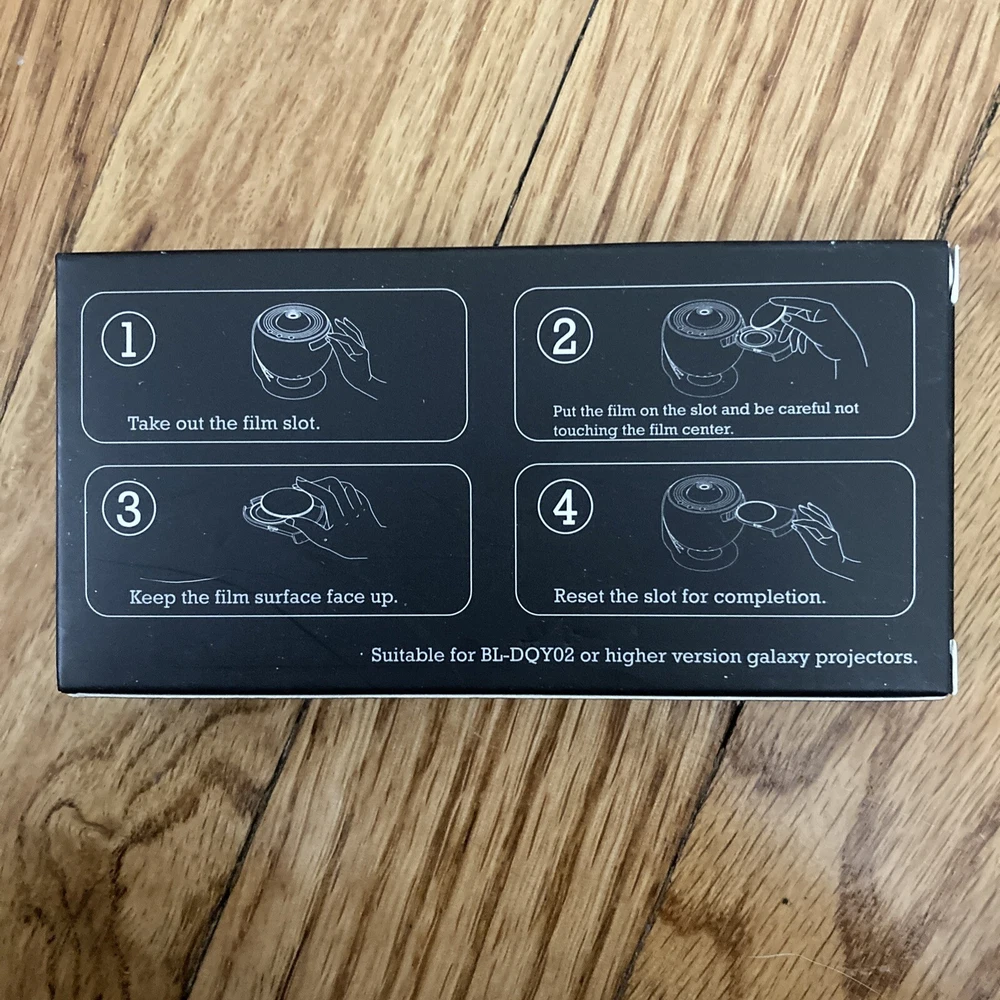 1
Take out the film slot.
2
Put the film on the slot and be careful not
touching the film center.
3
Keep the film surface face up.
4
Reset the slot for completion.
· Suitable for BL-DQY02 or higher version galaxy projectors.